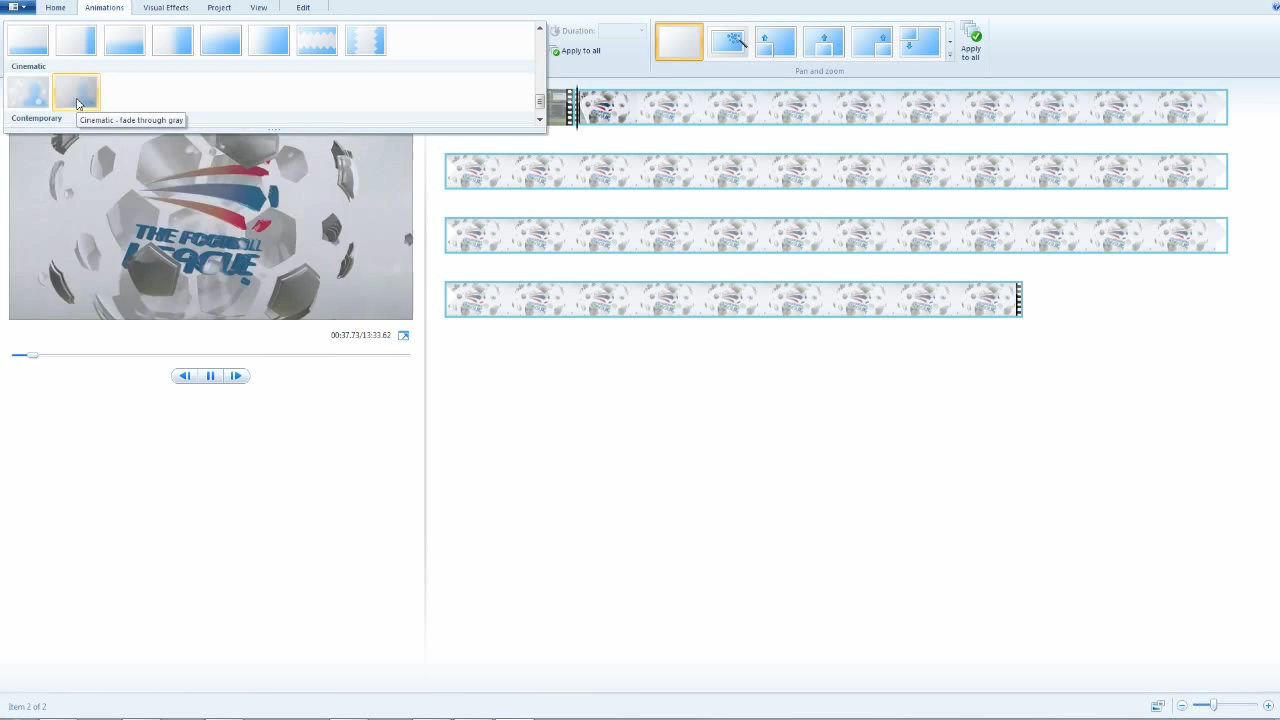 Home Animations Visual Effects Project View Edit
Duration:
Apply to all
Apply
to all
Pan and zoom
Cinematic
Contemporary
Cinematic - fade through gray
THE FOOTBALL
LEAGUE
00:37.73/13:33.62
Item 2 of 2